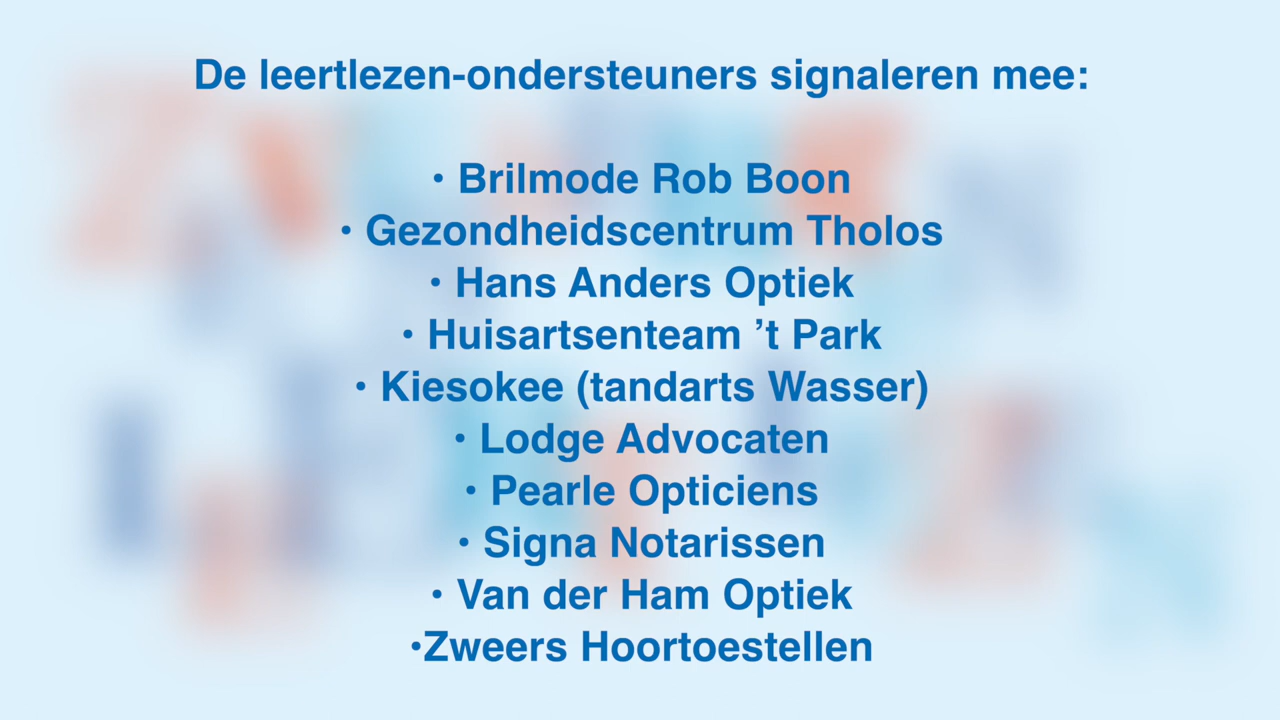 De leertlezen-ondersteuners signaleren mee:
• Brilmode Rob Boon
• Gezondheidscentrum Tholos
• Hans Anders Optiek
• Huisartsenteam ’t Park
• Kiesokee (tandarts Wasser)
• Lodge Advocaten
• Pearle Opticiens
• Signa Notarissen
• Van der Ham Optiek
•Zweers Hoortoestellen